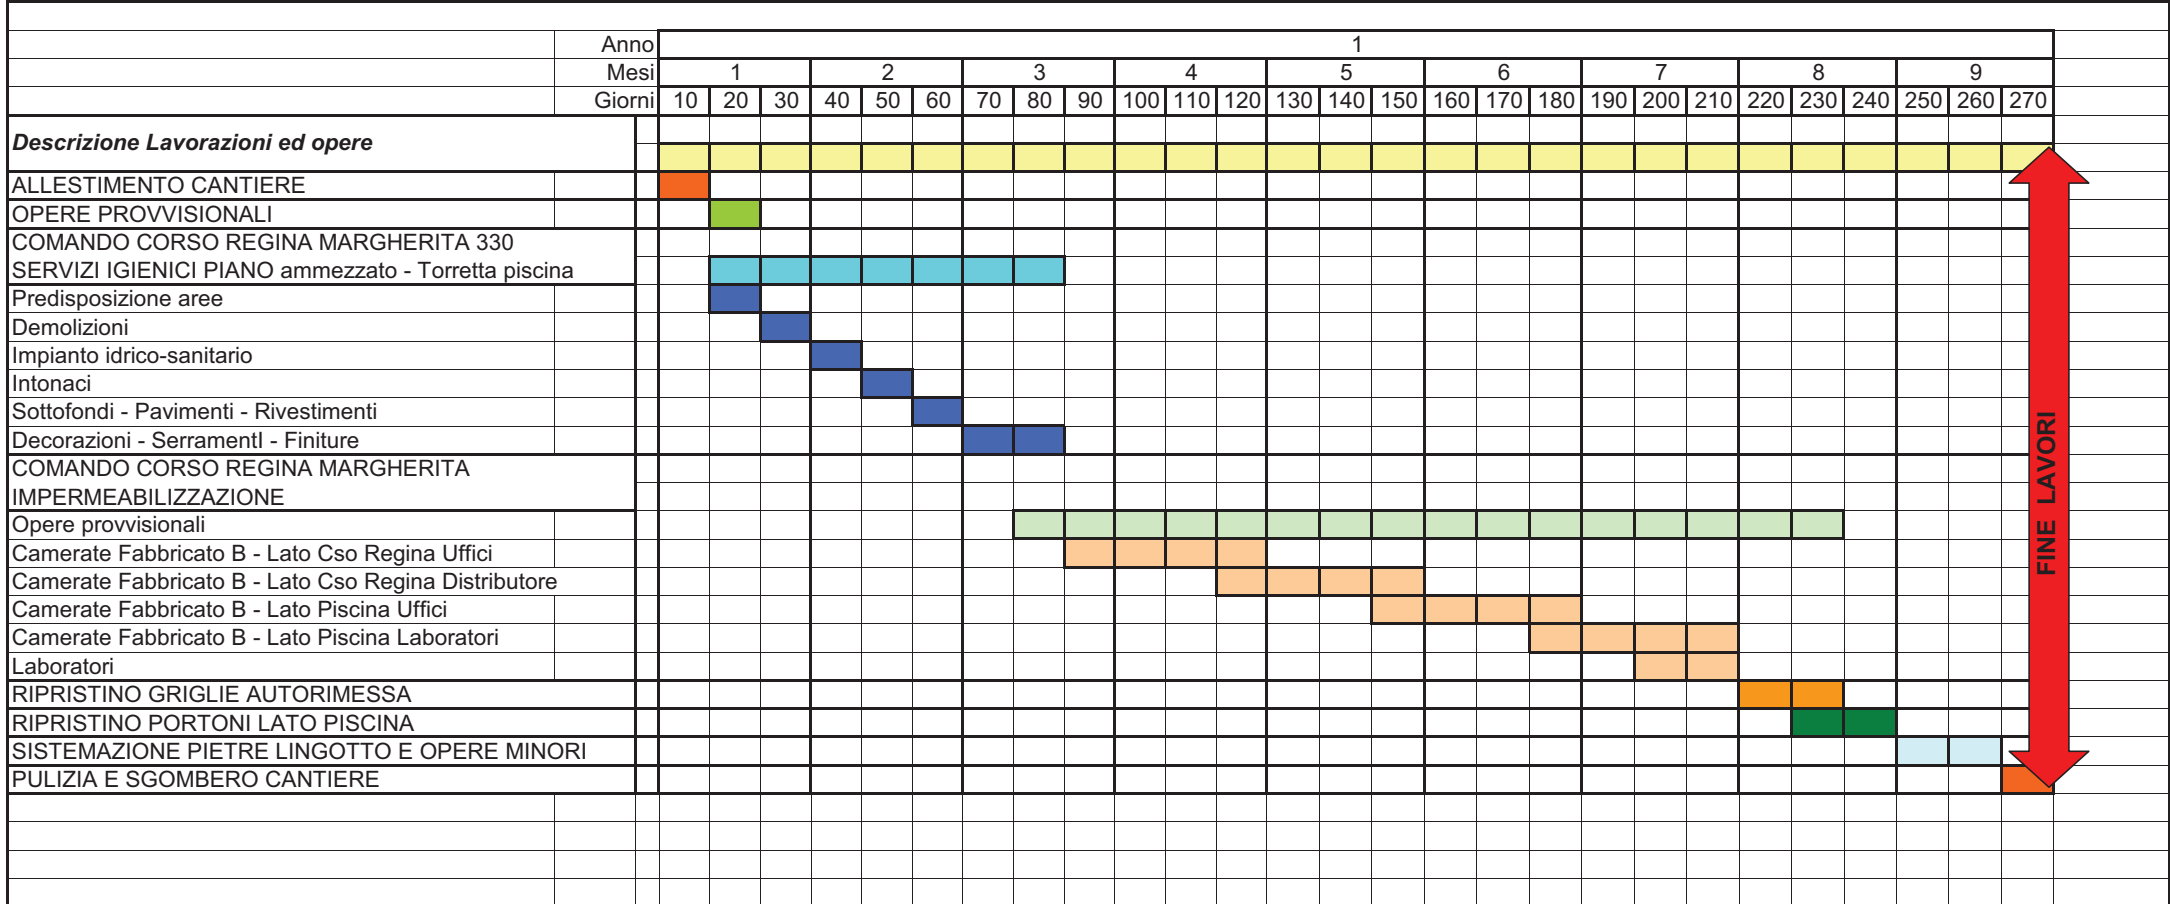 Anno 1
Mesi 1 2 3 4 5 6 7 8 9
Giorni 10 20 30 40 50 60 70 80 90 100 110 120 130 140 150 160 170 180 190 200 210 220 230 240 250 260 270
Descrizione Lavorazioni ed opere
ALLESTIMENTO CANTIERE
OPERE PROVVISIONALI
COMANDO CORSO REGINA MARGHERITA 330
SERVIZI IGIENICI PIANO ammezzato - Torretta piscina
Predisposizione aree
Demolizioni
Impianto idrico-sanitario
Intonaci
Sottofondi - Pavimenti - Rivestimenti
Decorazioni - SerramentI - Finiture
COMANDO CORSO REGINA MARGHERITA
IMPERMEABILIZZAZIONE
Opere provvisionali
Camerate Fabbricato B - Lato Cso Regina Uffici
Camerate Fabbricato B - Lato Cso Regina Distributore
Camerate Fabbricato B - Lato Piscina Uffici
Camerate Fabbricato B - Lato Piscina Laboratori
Laboratori
RIPRISTINO GRIGLIE AUTORIMESSA
RIPRISTINO PORTONI LATO PISCINA
SISTEMAZIONE PIETRE LINGOTTO E OPERE MINORI
PULIZIA E SGOMBERO CANTIERE
FINE LAVORI